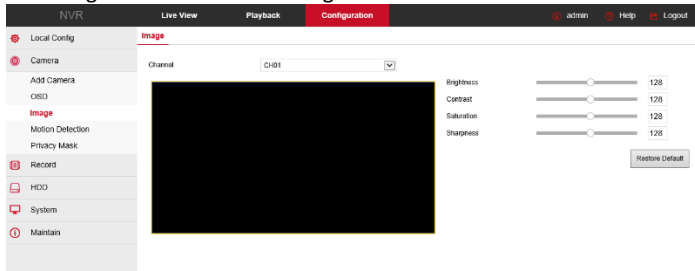 NVR Live View Playback Configuration admin Help Logout
Local Config
Camera
Add Camera
OSD
Image
Motion Detection
Privacy Mask
Record
HDD
System
Maintain
Image
Channel CH01
Brightness 128
Contrast 128
Saturation 128
Sharpness 128
Restore Default